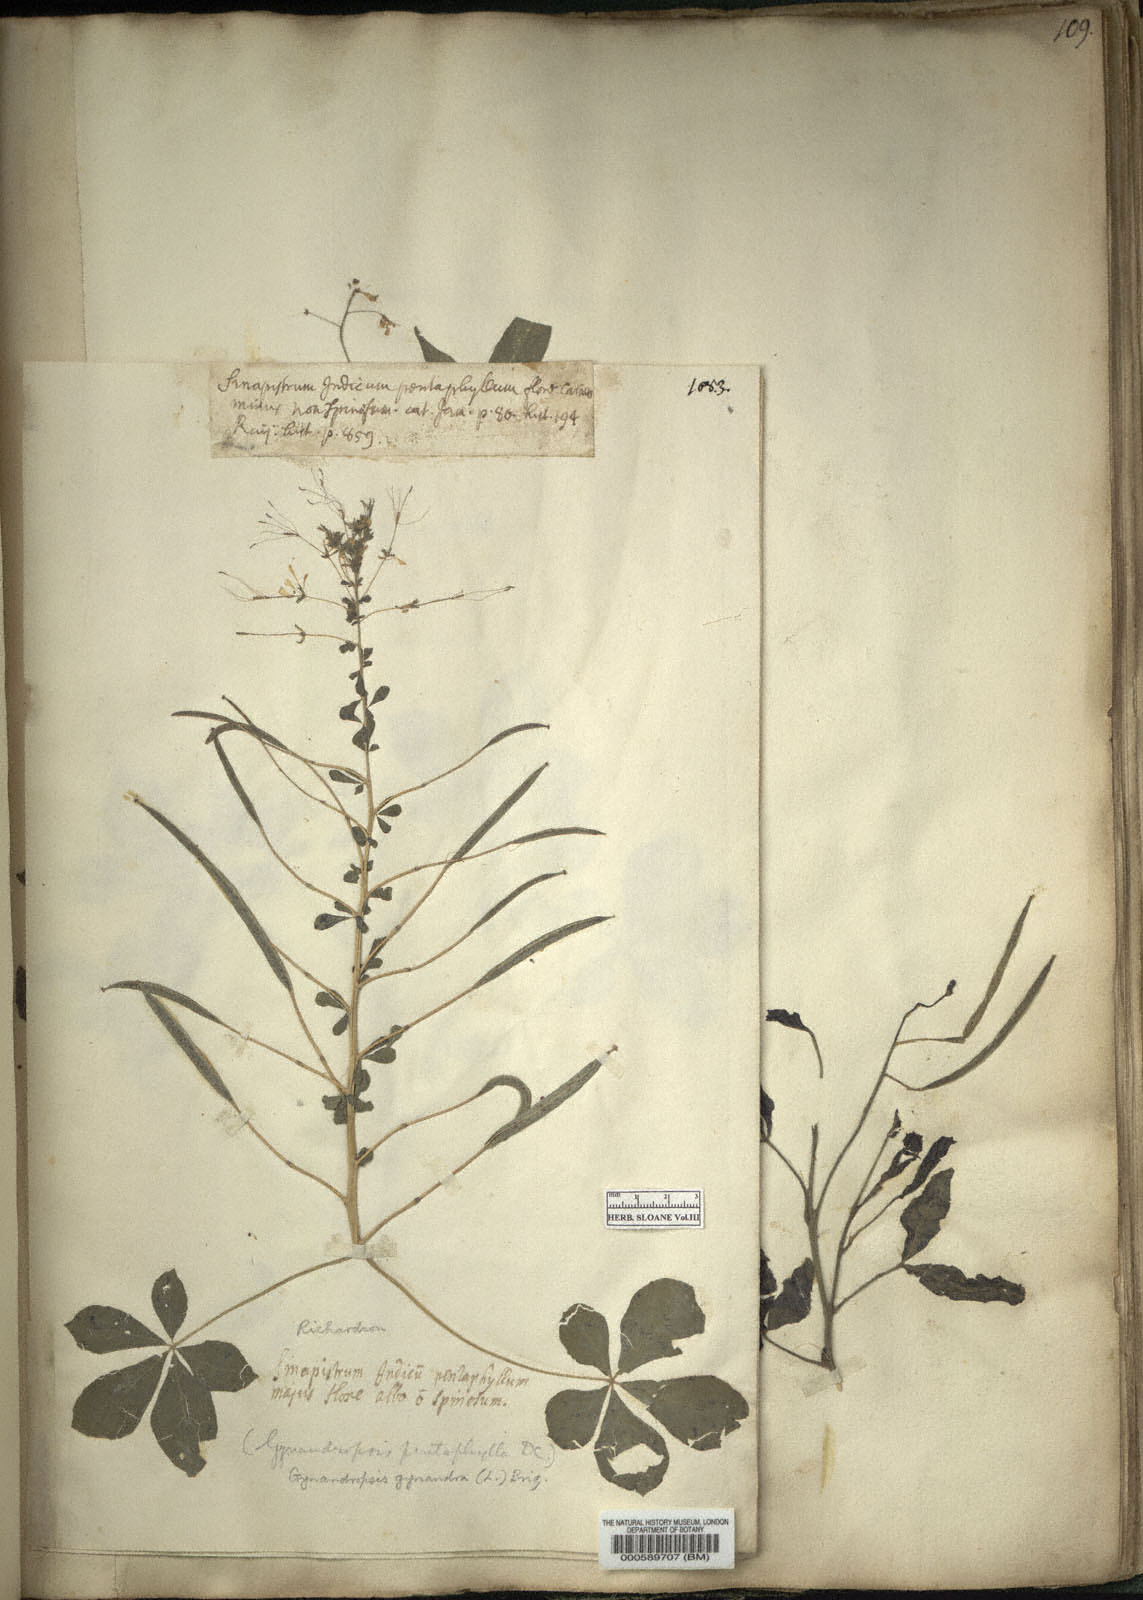 109.
Sinapistrum Indicum pentaphyllum flore carneo
minus non spinosum. cat. Jam. p. 80. hist. 194
Raij. hist. p. 859.
1053.
mm 1 2 3
HERB. SLOANE Vol.III
Richardson
Sinapistrum Indicū pentaphyllum
majus flore albo ō spinosum.
(Gynandropsis pentaphylla DC.)
Gynandropsis gynandra (L.) Briq.
THE NATURAL HISTORY MUSEUM, LONDON
DEPARTMENT OF BOTANY
000589707 (BM)